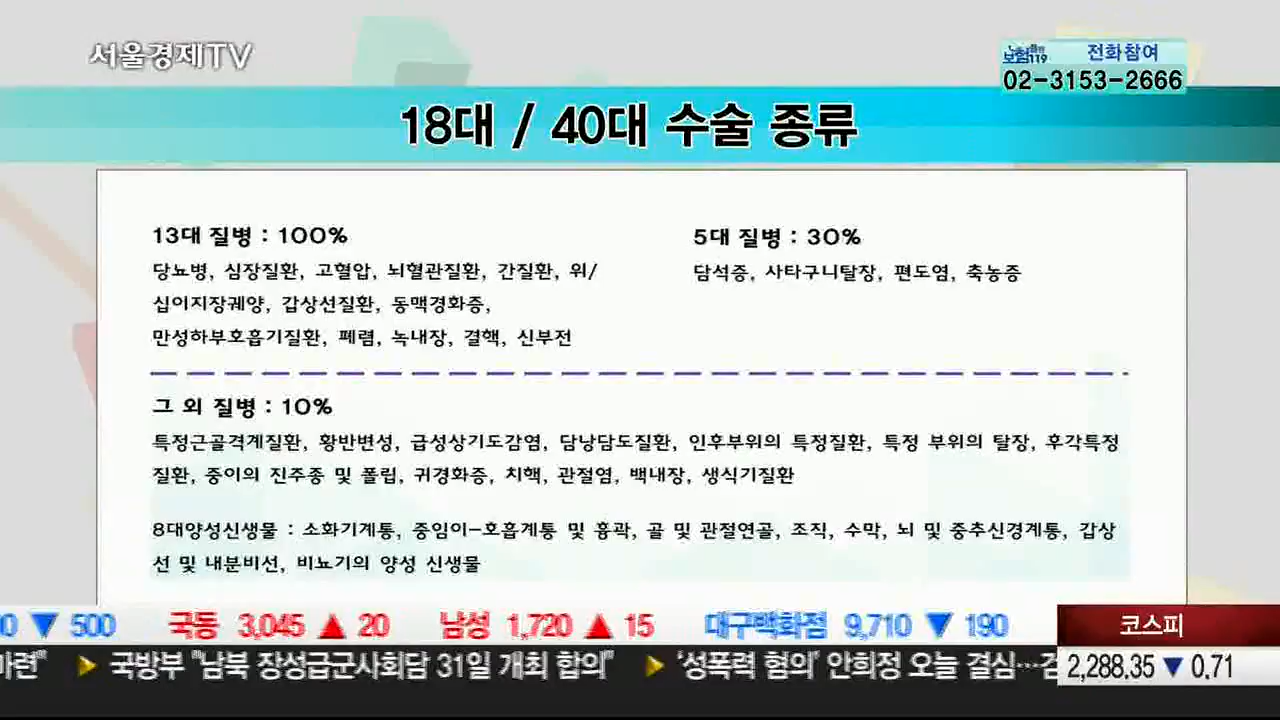 서울경제TV
보험119 전화참여
02-3153-2666
18대 / 40대 수술 종류
13대 질병 : 100%
당뇨병, 심장질환, 고혈압, 뇌혈관질환, 간질환, 위/
십이지장궤양, 갑상선질환, 동맥경화증,
만성하부호흡기질환, 폐렴, 녹내장, 결핵, 신부전
5대 질병 : 30%
담석증, 사타구니탈장, 편도염, 축농증
그 외 질병 : 10%
특정근골격계질환, 황반변성, 급성상기도감염, 담낭담도질환, 인후부위의 특정질환, 특정 부위의 탈장, 후각특정
질환, 중이의 진주종 및 폴립, 귀경화증, 치핵, 관절염, 백내장, 생식기질환
8대양성신생물 : 소화기계통, 중임이-호흡계통 및 흉곽, 골 및 관절연골, 조직, 수막, 뇌 및 중추신경계통, 갑상
선 및 내분비선, 비뇨기의 양성 신생물
0 ▼ 500 국동 3,045 ▲ 20 남성 1,720 ▲ 15 대구백화점 9,710 ▼ 190
코스피
마련" ▶ 국방부 "남북 장성급군사회담 31일 개최 합의" ▶ '성폭력 혐의' 안희정 오늘 결심…검
2,288.35 ▼ 0.71